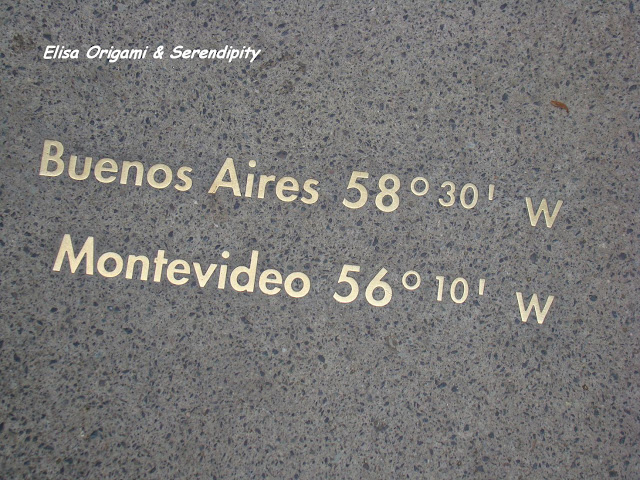 Elisa Origami & Serendipity
Buenos Aires 58° 30' W
Montevideo 56° 10' W